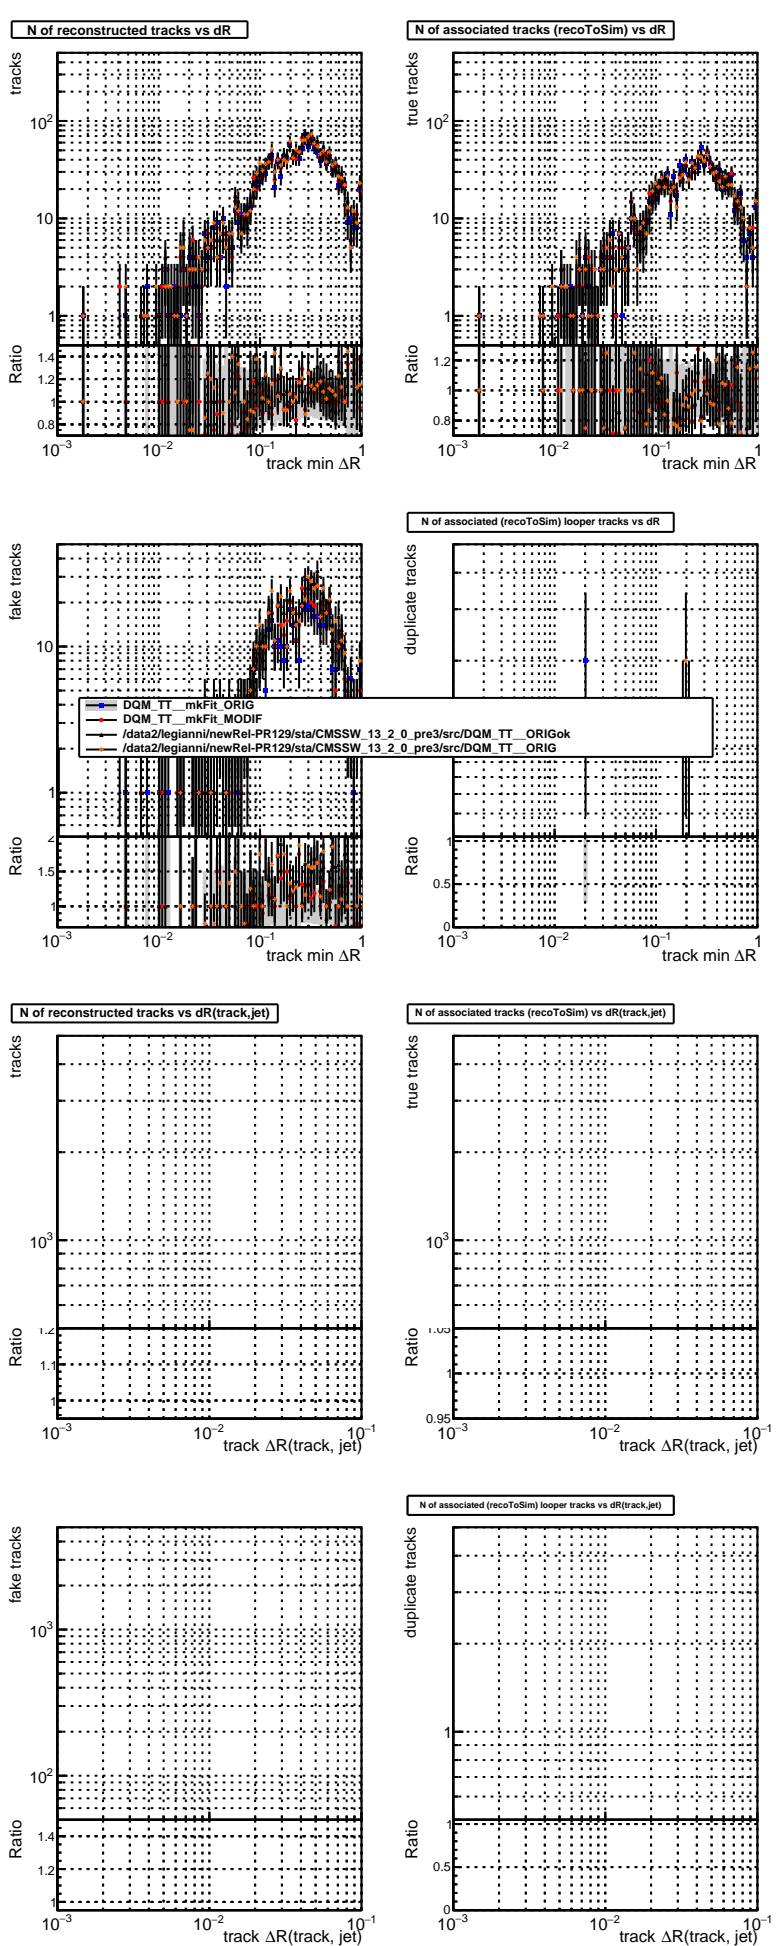 N of reconstructed tracks vs dR
tracks
10²
10
1
Ratio
1.4
1.2
1
0.8
10⁻³ 10⁻² 10⁻¹ 1
track min ΔR
N of associated tracks (recoToSim) vs dR
true tracks
10²
10
1
Ratio
1.2
1
0.8
10⁻³ 10⁻² 10⁻¹ 1
track min ΔR
fake tracks
10
1
Ratio
2
1.5
1
10⁻³ 10⁻² 10⁻¹ 1
track min ΔR
N of associated (recoToSim) looper tracks vs dR
duplicate tracks
Ratio
1
0.5
0
10⁻³ 10⁻² 10⁻¹ 1
track min ΔR
DQM_TT__mkFit_ORIG
DQM_TT__mkFit_MODIF
/data2/legianni/newRel-PR129/sta/CMSSW_13_2_0_pre3/src/DQM_TT__ORIGok
/data2/legianni/newRel-PR129/sta/CMSSW_13_2_0_pre3/src/DQM_TT__ORIG
N of reconstructed tracks vs dR(track,jet)
tracks
10³
Ratio
1.2
1.1
1
10⁻³ 10⁻² 10⁻¹
track ΔR(track, jet)
N of associated tracks (recoToSim) vs dR(track,jet)
true tracks
10³
Ratio
1.05
1
0.95
10⁻³ 10⁻² 10⁻¹
track ΔR(track, jet)
fake tracks
10³
10²
Ratio
1.4
1.2
1
10⁻³ 10⁻² 10⁻¹
track ΔR(track, jet)
N of associated (recoToSim) looper tracks vs dR(track,jet)
duplicate tracks
1
Ratio
1
0.5
0
10⁻³ 10⁻² 10⁻¹
track ΔR(track, jet)